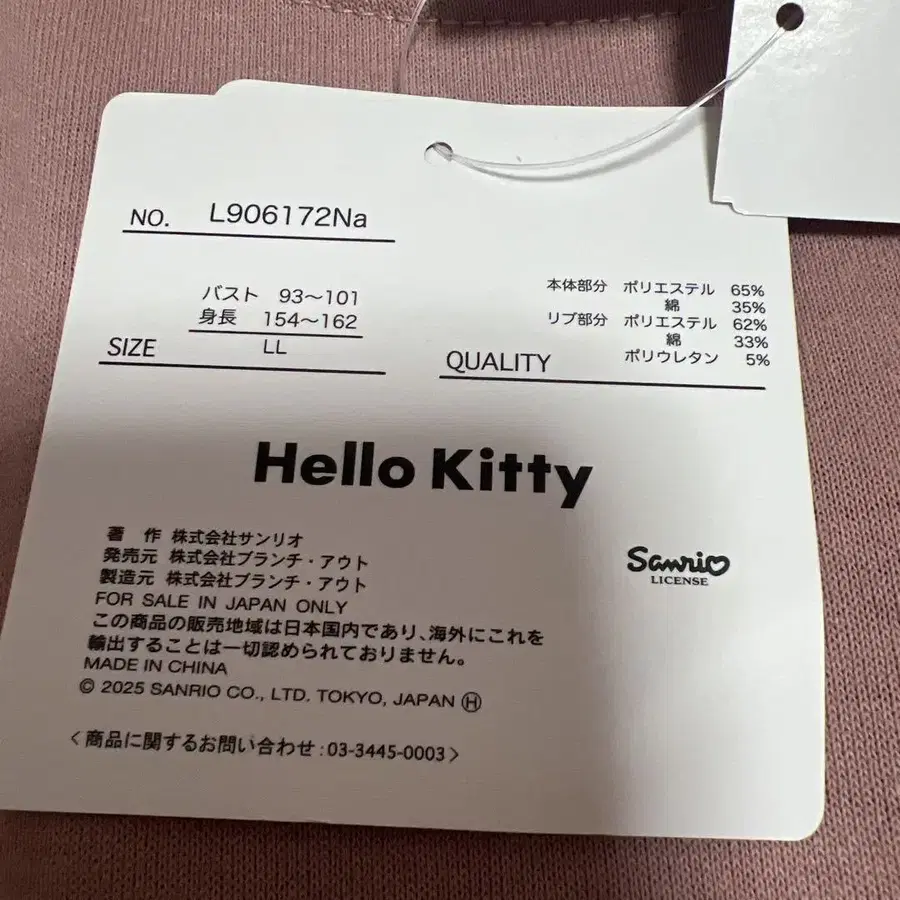 NO. L906172Na
バスト 93〜101
身長 154〜162
SIZE LL
本体部分 ポリエステル 65%
綿 35%
リブ部分 ポリエステル 62%
綿 33%
ポリウレタン 5%
QUALITY
Hello Kitty
著 作 株式会社サンリオ
発売元 株式会社ブランチ・アウト
製造元 株式会社ブランチ・アウト
FOR SALE IN JAPAN ONLY
この商品の販売地域は日本国内であり、海外にこれを
輸出することは一切認められておりません。
MADE IN CHINA
© 2025 SANRIO CO., LTD. TOKYO, JAPAN Ⓗ
Sanrio
LICENSE
〈商品に関するお問い合わせ:03-3445-0003〉